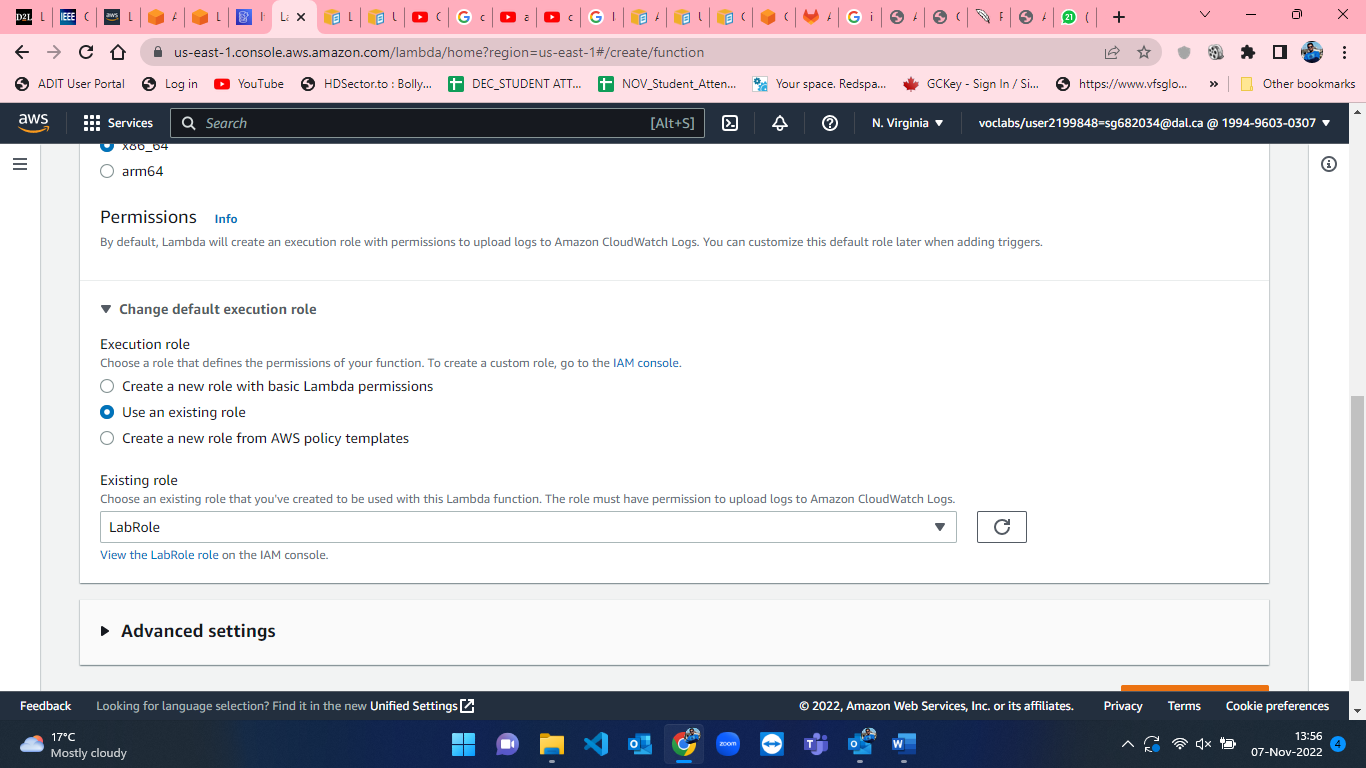 D2L
IEEE
aws
us-east-1.console.aws.amazon.com/lambda/home?region=us-east-1#/create/function
ADIT User Portal
Log in
YouTube
HDSector.to : Bolly...
DEC_STUDENT ATT...
NOV_Student_Atten...
Your space. Redspa...
GCKey - Sign In / Si...
https://www.vfsglo...
»
Other bookmarks
aws
Services
Search
[Alt+S]
N. Virginia
voclabs/user2199848=sg682034@dal.ca @ 1994-9603-0307
x86_64
arm64
Permissions Info
By default, Lambda will create an execution role with permissions to upload logs to Amazon CloudWatch Logs. You can customize this default role later when adding triggers.
Change default execution role
Execution role
Choose a role that defines the permissions of your function. To create a custom role, go to the IAM console.
Create a new role with basic Lambda permissions
Use an existing role
Create a new role from AWS policy templates
Existing role
Choose an existing role that you've created to be used with this Lambda function. The role must have permission to upload logs to Amazon CloudWatch Logs.
LabRole
View the LabRole role on the IAM console.
Advanced settings
Feedback
Looking for language selection? Find it in the new Unified Settings
© 2022, Amazon Web Services, Inc. or its affiliates.
Privacy
Terms
Cookie preferences
17°C
Mostly cloudy
zoom
13:56
07-Nov-2022
4